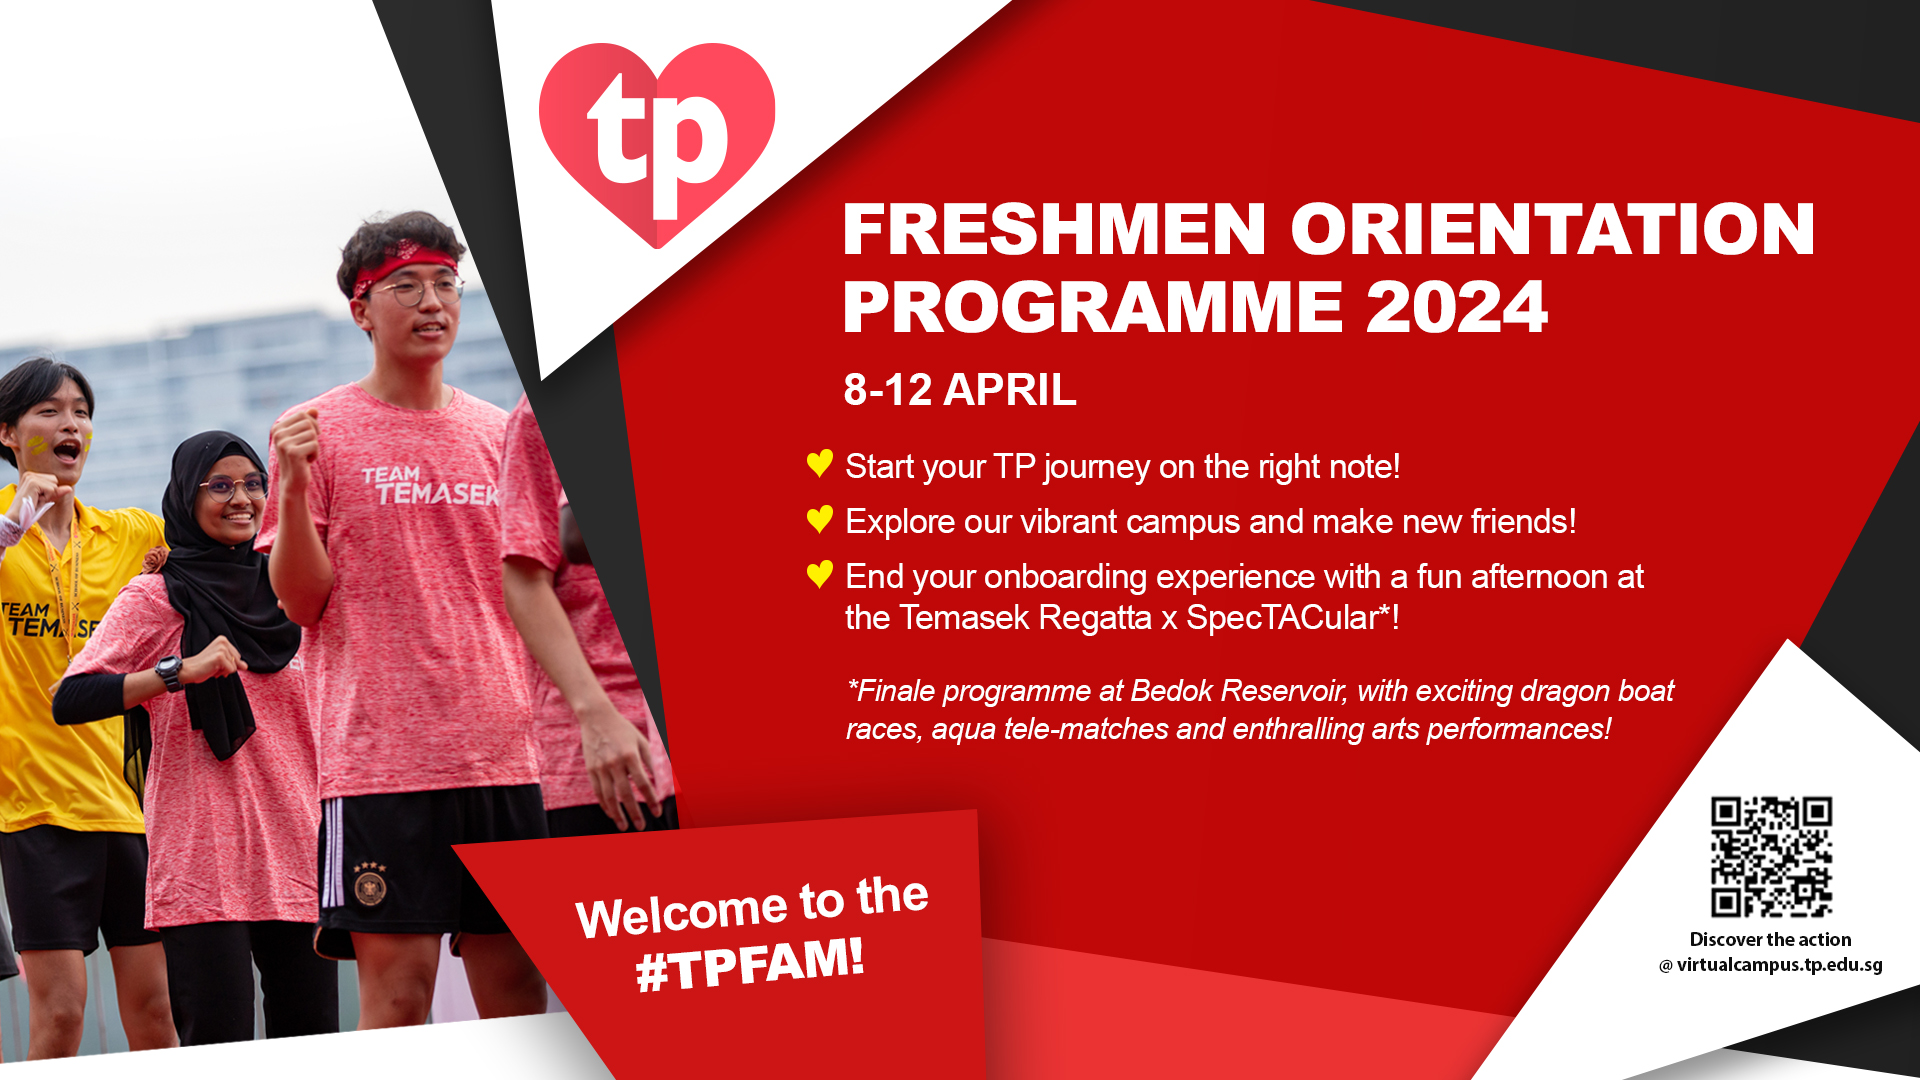 tp
FRESHMEN ORIENTATION
PROGRAMME 2024
8-12 APRIL
Start your TP journey on the right note!
Explore our vibrant campus and make new friends!
End your onboarding experience with a fun afternoon at
the Temasek Regatta x SpecTACular*!
*Finale programme at Bedok Reservoir, with exciting dragon boat
races, aqua tele-matches and enthralling arts performances!
TEAM
TEMASEK
TEAM
Welcome to the
#TPFAM!
Discover the action
@ virtualcampus.tp.edu.sg